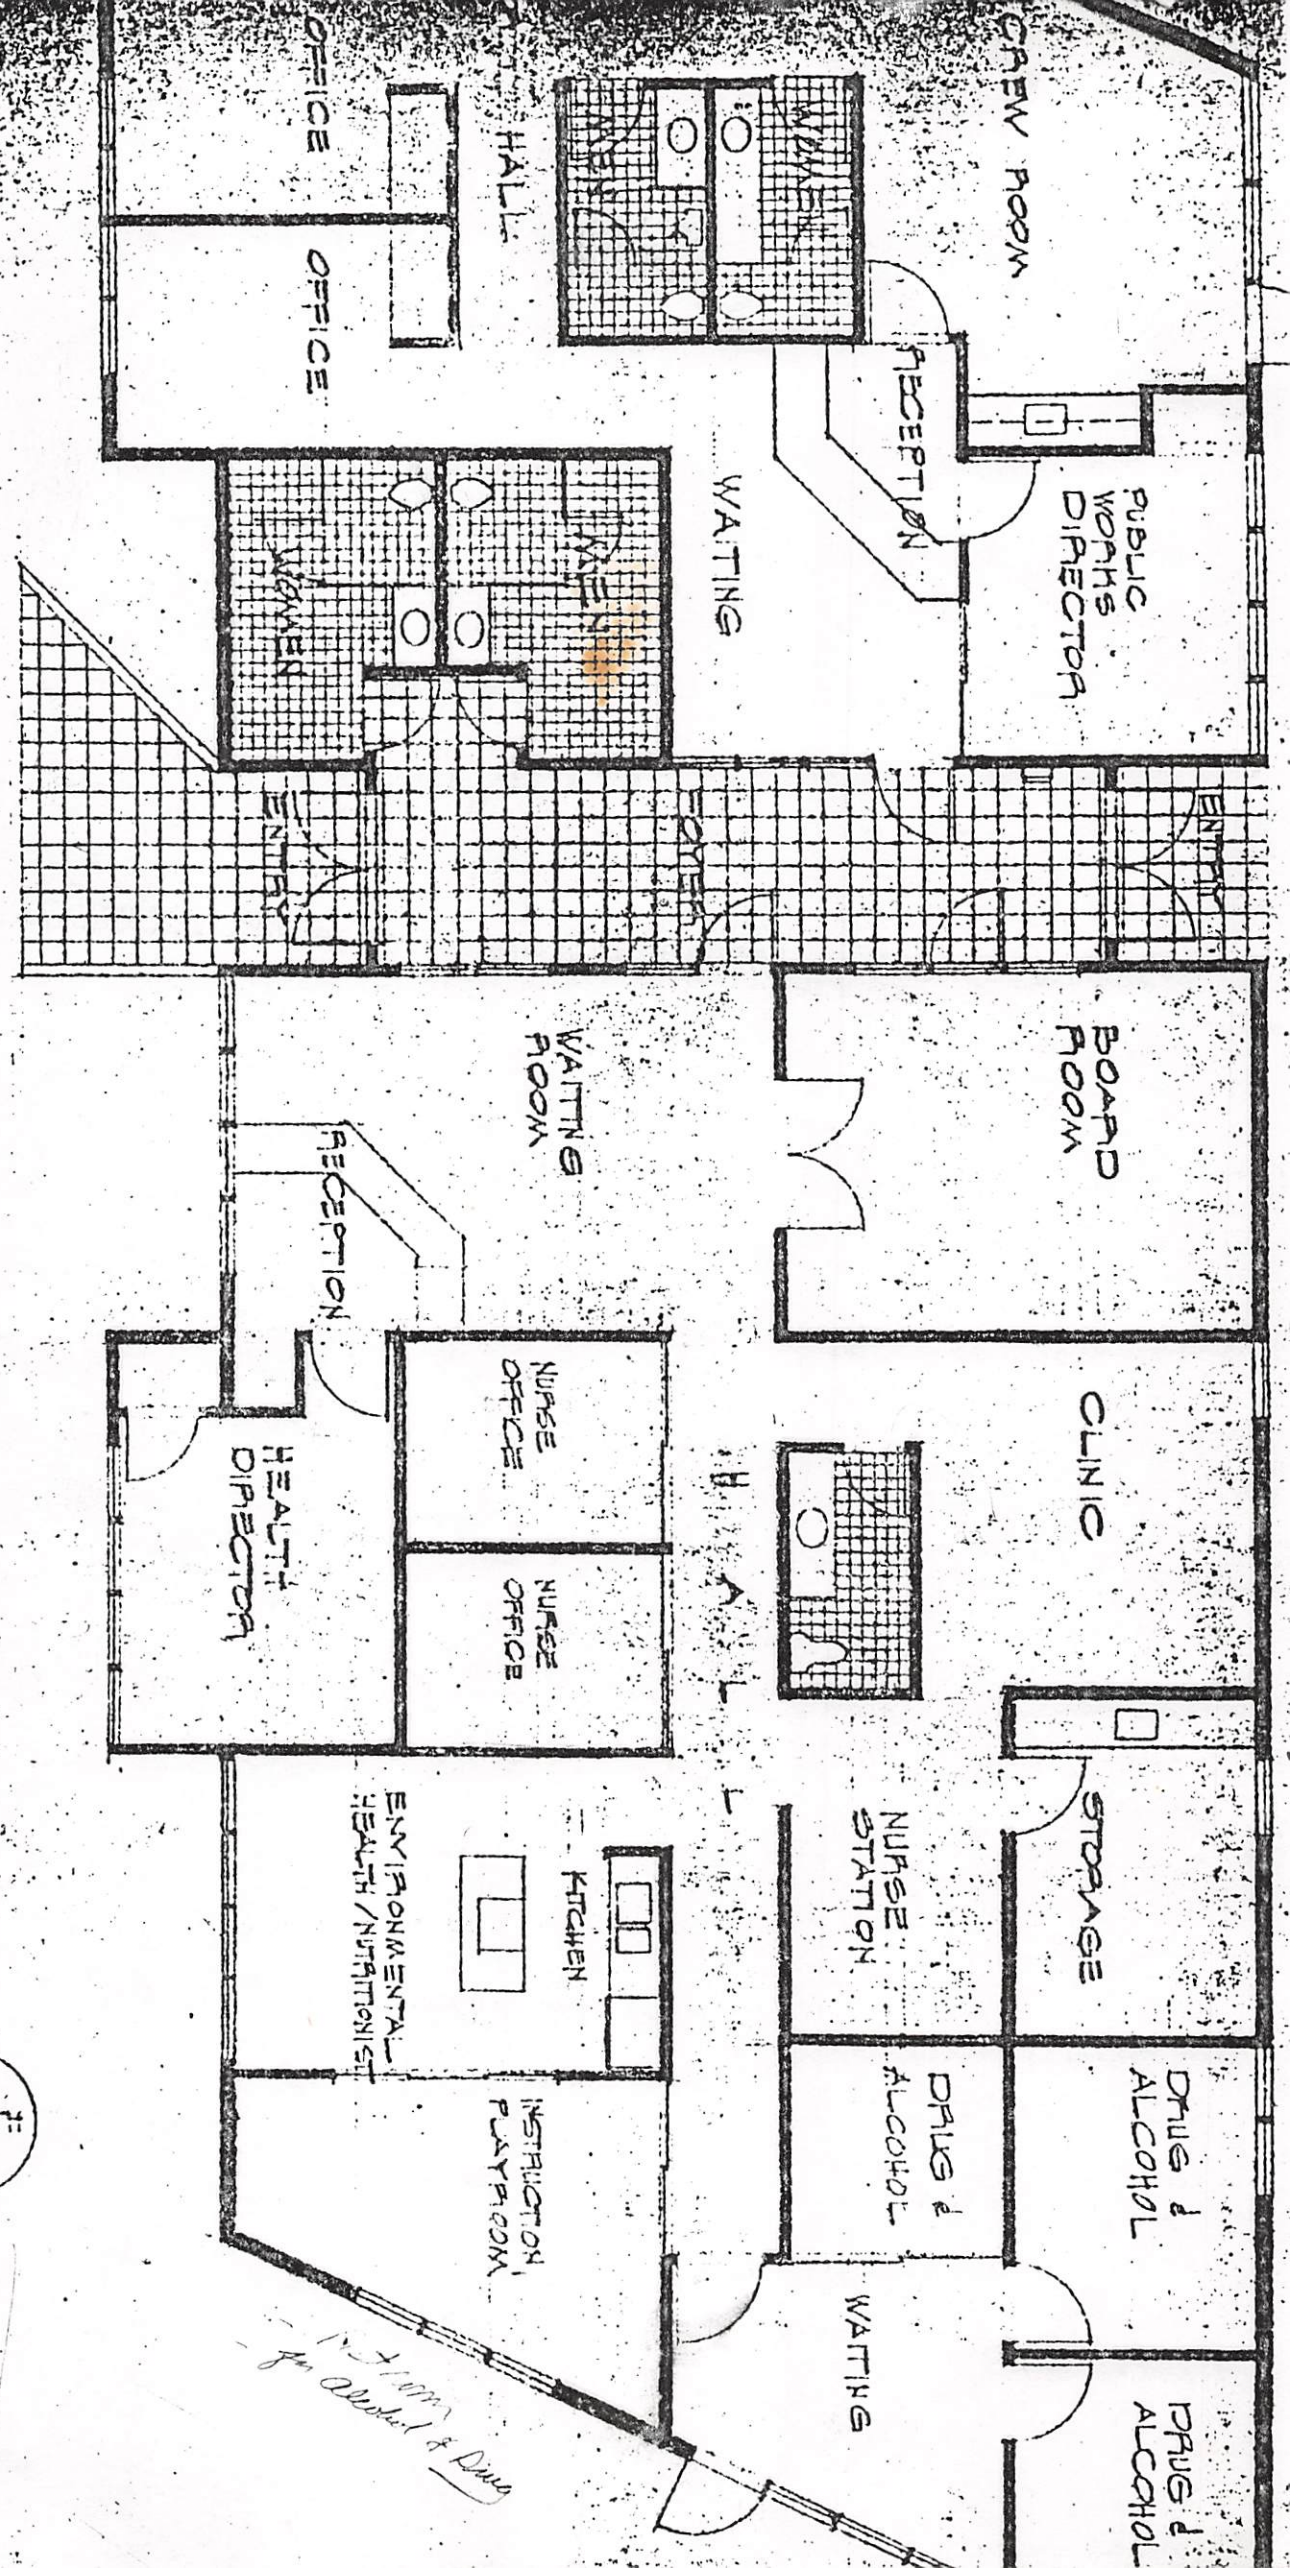 OFFICE
HALL
MEN
WOMEN
CREW ROOM
OFFICE
RECEPTION
WAITING
PUBLIC
WORKS
DIRECTOR
WOMEN
MEN
ENTRY
FOYER
ENTRY
WAITING
ROOM
BOARD
ROOM
RECEPTION
NURSE
OFFICE
CLINIC
HEALTH
DIRECTOR
HALL
NURSE
OFFICE
STORAGE
NURSE
STATION
KITCHEN
ENVIRONMENTAL
HEALTH / NUTRITIONIST
DRUG &
ALCOHOL
DRUG &
ALCOHOL
INSTRUCTION
PLAYROOM
WAITING
for alcohol & Drug
DRUG &
ALCOHOL